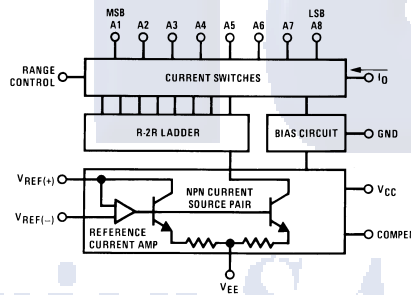 MSB LSB
A1 A2 A3 A4 A5 A6 A7 A8
RANGE
CONTROL
CURRENT SWITCHES
IO
R-2R LADDER
BIAS CIRCUIT
GND
VREF(+)
NPN CURRENT
SOURCE PAIR
VCC
VREF(−)
REFERENCE
CURRENT AMP
COMPEN
VEE